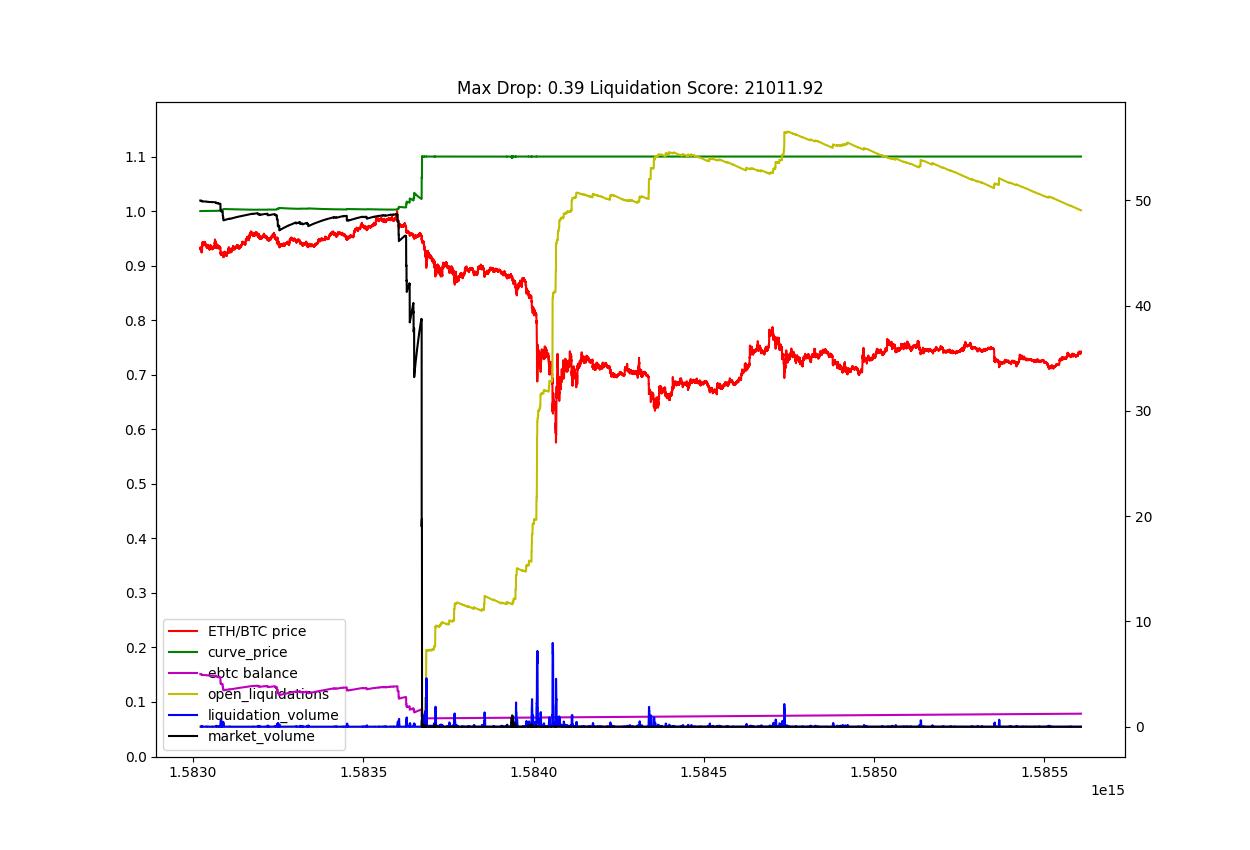 Max Drop: 0.39 Liquidation Score: 21011.92
1.1
1.0
0.9
0.8
0.7
0.6
0.5
0.4
0.3
0.2
0.1
0.0
50
40
30
20
10
0
ETH/BTC price
curve_price
ebtc balance
open_liquidations
liquidation_volume
market_volume
1.5830 1.5835 1.5840 1.5845 1.5850 1.5855
1e15